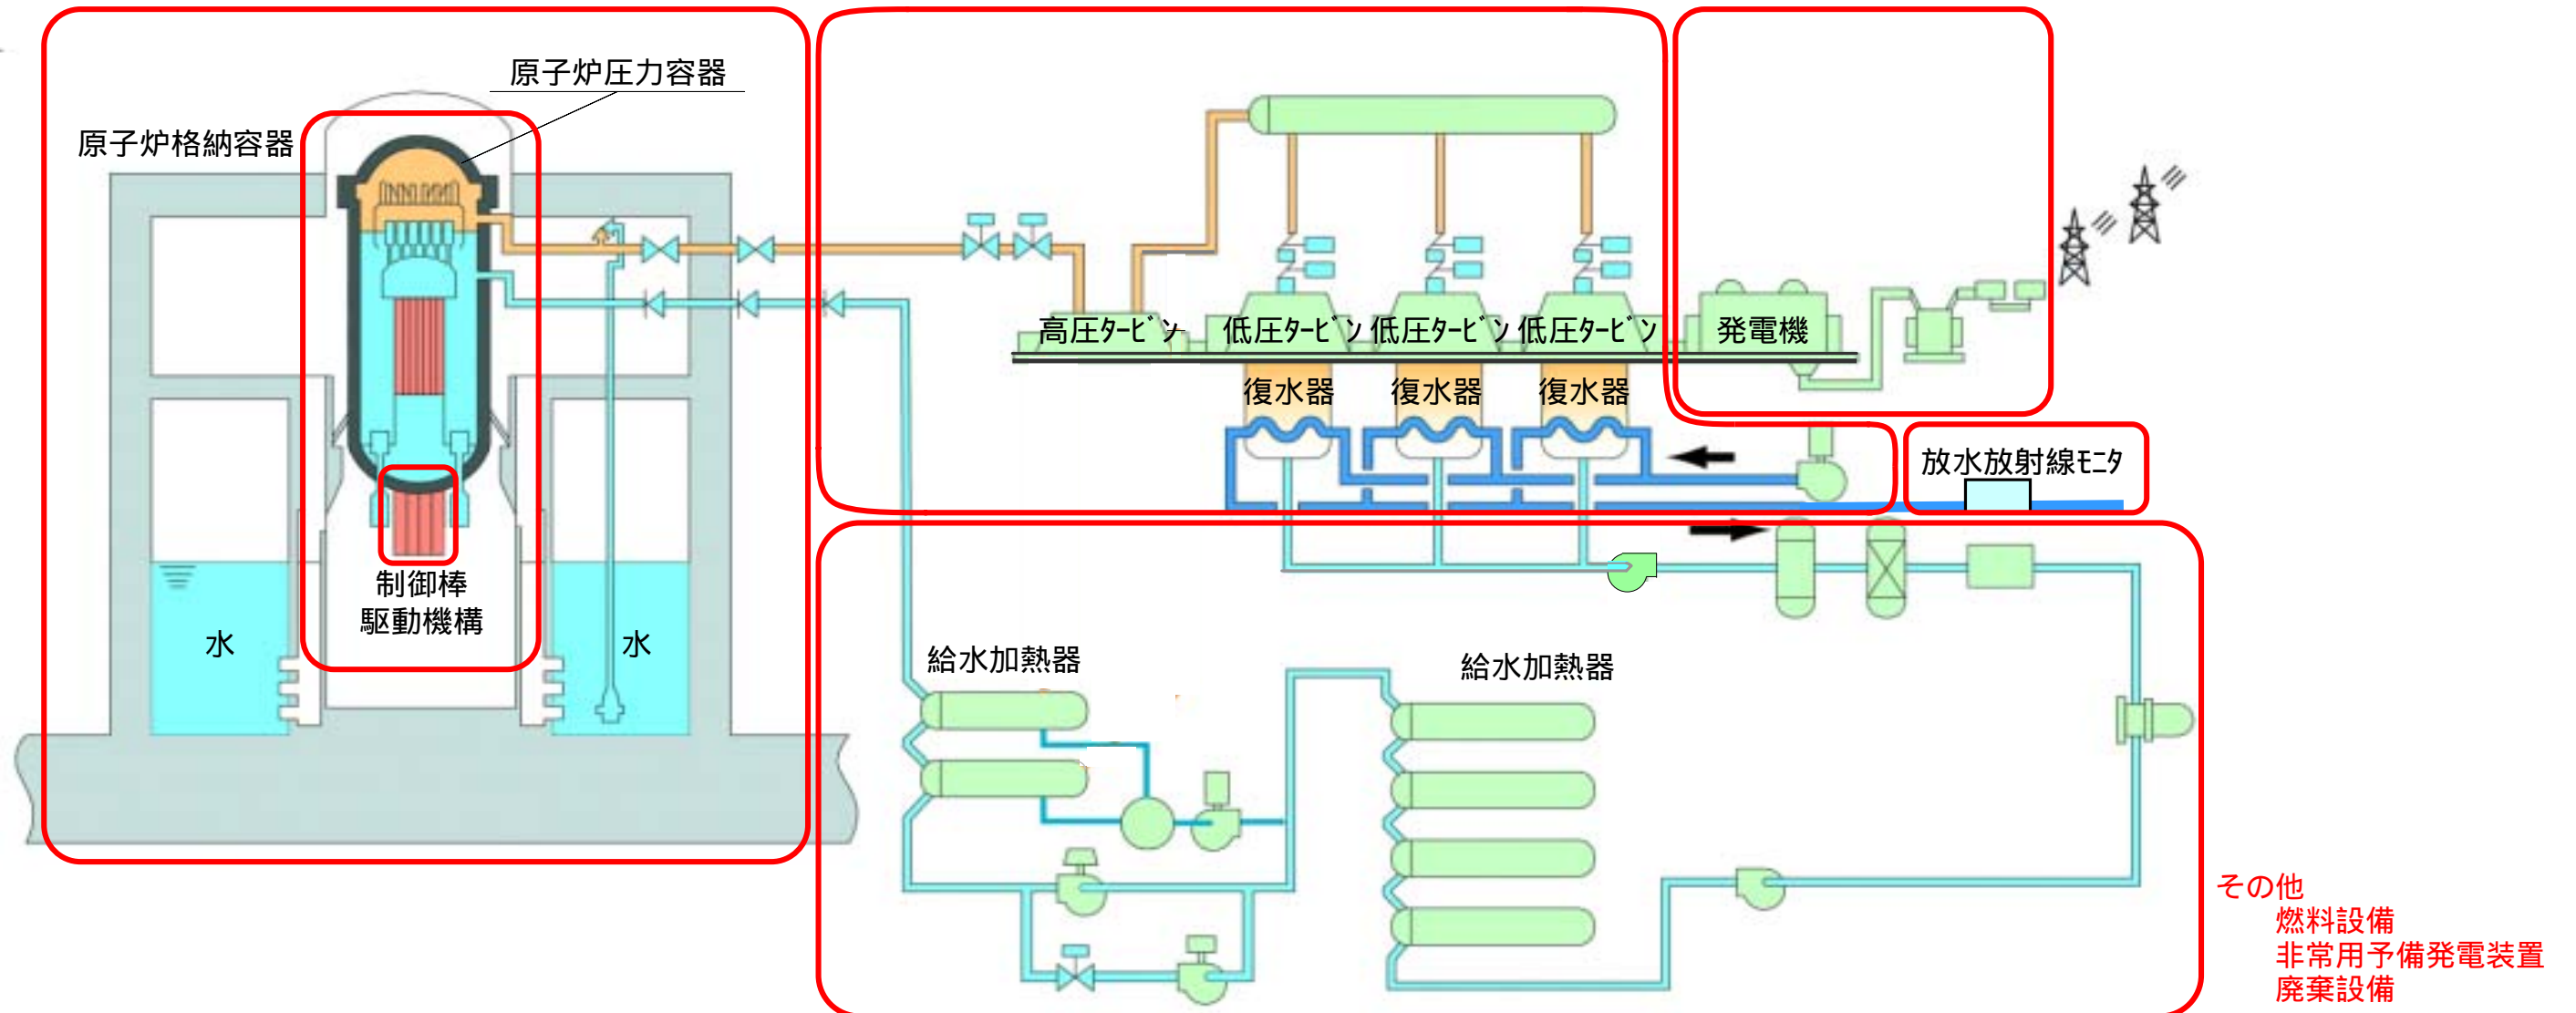 原子炉圧力容器
原子炉格納容器
制御棒
駆動機構
水
水
高圧ﾀｰﾋﾞﾝ
低圧ﾀｰﾋﾞﾝ
低圧ﾀｰﾋﾞﾝ
低圧ﾀｰﾋﾞﾝ
発電機
復水器
復水器
復水器
放水放射線ﾓﾆﾀ
給水加熱器
給水加熱器
その他
燃料設備
非常用予備発電装置
廃棄設備